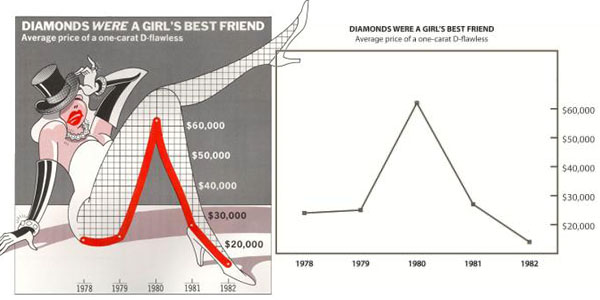 DIAMONDS WERE A GIRL'S BEST FRIEND
Average price of a one-carat D-flawless
$60,000
$50,000
$40,000
$30,000
$20,000
1978 1979 1980 1981 1982
DIAMONDS WERE A GIRL'S BEST FRIEND
Average price of a one-carat D-flawless
$60,000
$50,000
$40,000
$30,000
$20,000
1978 1979 1980 1981 1982